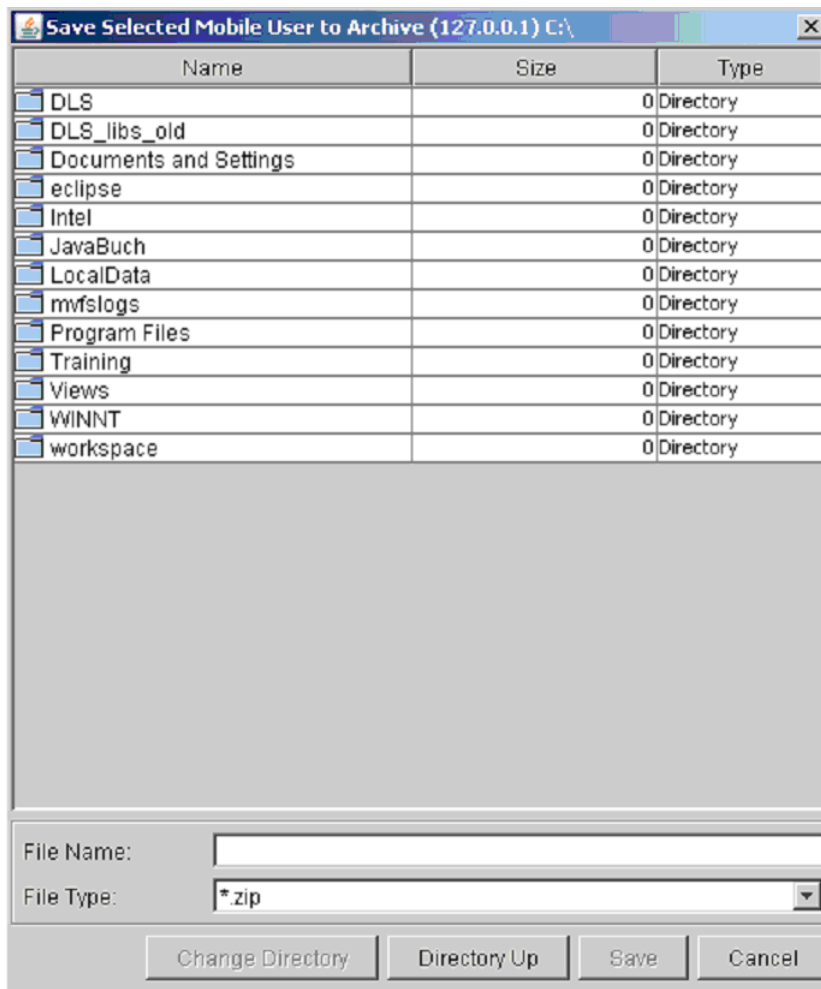 Save Selected Mobile User to Archive (127.0.0.1) C:\
Name Size Type
DLS 0 Directory
DLS_libs_old 0 Directory
Documents and Settings 0 Directory
eclipse 0 Directory
Intel 0 Directory
JavaBuch 0 Directory
LocalData 0 Directory
mvfslogs 0 Directory
Program Files 0 Directory
Training 0 Directory
Views 0 Directory
WINNT 0 Directory
workspace 0 Directory
File Name:
File Type: *.zip
Change Directory Directory Up Save Cancel